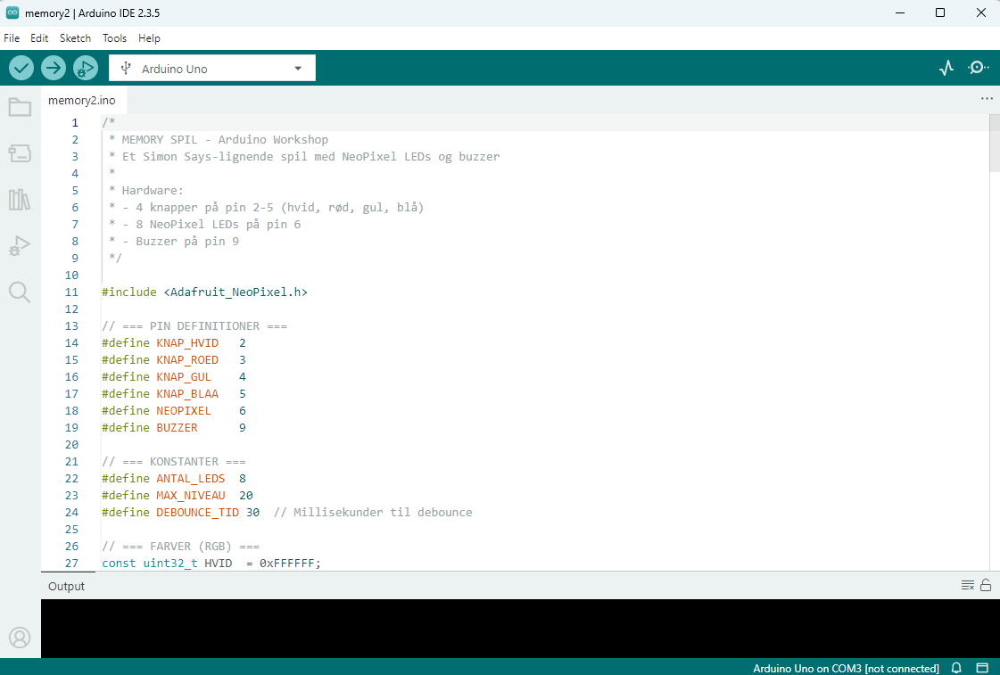 memory2 | Arduino IDE 2.3.5
File Edit Sketch Tools Help
Arduino Uno
memory2.ino
1 /*
2  * MEMORY SPIL - Arduino Workshop
3  * Et Simon Says-lignende spil med NeoPixel LEDs og buzzer
4  *
5  * Hardware:
6  * - 4 knapper på pin 2-5 (hvid, rød, gul, blå)
7  * - 8 NeoPixel LEDs på pin 6
8  * - Buzzer på pin 9
9  */
10
11 #include <Adafruit_NeoPixel.h>
12
13 // === PIN DEFINITIONER ===
14 #define KNAP_HVID   2
15 #define KNAP_ROED   3
16 #define KNAP_GUL    4
17 #define KNAP_BLAA   5
18 #define NEOPIXEL    6
19 #define BUZZER      9
20
21 // === KONSTANTER ===
22 #define ANTAL_LEDS  8
23 #define MAX_NIVEAU  20
24 #define DEBOUNCE_TID 30  // Millisekunder til debounce
25
26 // === FARVER (RGB) ===
27 const uint32_t HVID  = 0xFFFFFF;
Output
Arduino Uno on COM3 [not connected]